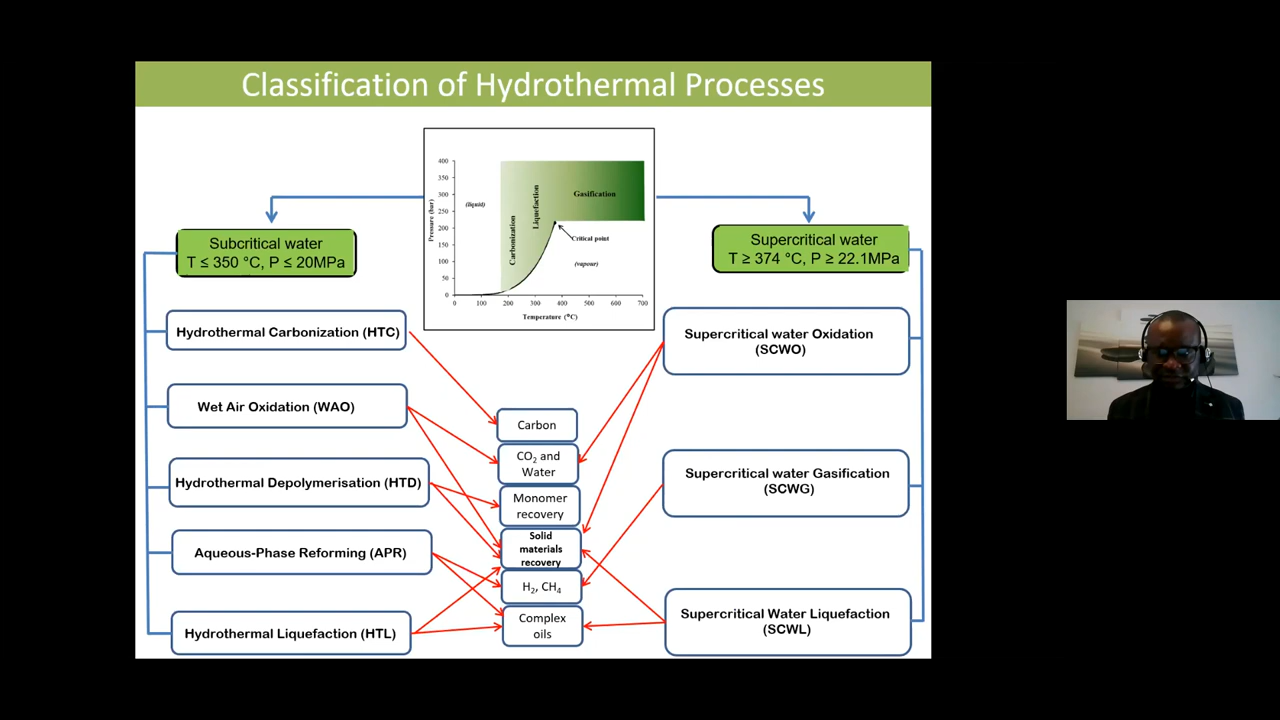 Classification of Hydrothermal Processes
400
350
300
250
200
150
100
50
0
Pressure (bar)
(liquid)
Carbonization
Liquefaction
Gasification
Critical point
(vapour)
0 100 200 300 400 500 600 700
Temperature (°C)
Subcritical water
T ≤ 350 °C, P ≤ 20MPa
Supercritical water
T ≥ 374 °C, P ≥ 22.1MPa
Hydrothermal Carbonization (HTC)
Wet Air Oxidation (WAO)
Hydrothermal Depolymerisation (HTD)
Aqueous-Phase Reforming (APR)
Hydrothermal Liquefaction (HTL)
Carbon
CO₂ and
Water
Monomer
recovery
Solid
materials
recovery
H₂, CH₄
Complex
oils
Supercritical water Oxidation
(SCWO)
Supercritical water Gasification
(SCWG)
Supercritical Water Liquefaction
(SCWL)